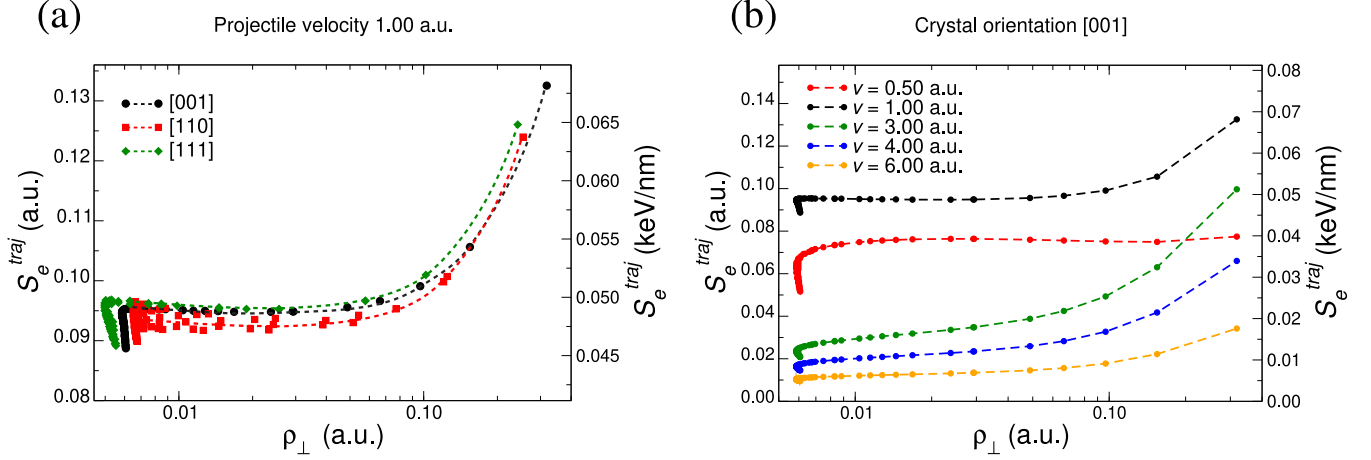 (a)
Projectile velocity 1.00 a.u.
[001]
[110]
[111]
0.13
0.12
0.11
0.10
0.09
0.08
S_e^traj (a.u.)
0.065
0.060
0.055
0.050
0.045
S_e^traj (keV/nm)
0.01
0.10
ρ⊥ (a.u.)
(b)
Crystal orientation [001]
v = 0.50 a.u.
v = 1.00 a.u.
v = 3.00 a.u.
v = 4.00 a.u.
v = 6.00 a.u.
0.14
0.12
0.10
0.08
0.06
0.04
0.02
0.00
S_e^traj (a.u.)
0.08
0.07
0.06
0.05
0.04
0.03
0.02
0.01
0.00
S_e^traj (keV/nm)
0.01
0.10
ρ⊥ (a.u.)